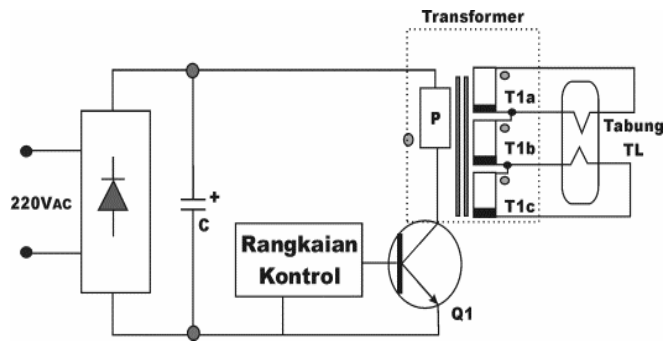 Transformer
T1a
P
T1b
Tabung
TL
T1c
220VAC
+
C
Rangkaian
Kontrol
Q1